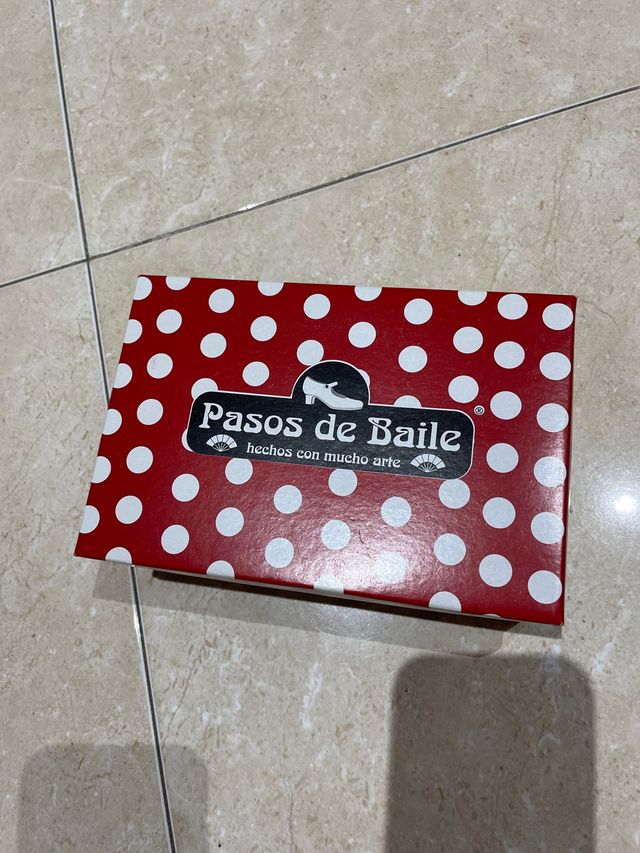 Pasos de Baile ®
hechos con mucho arte